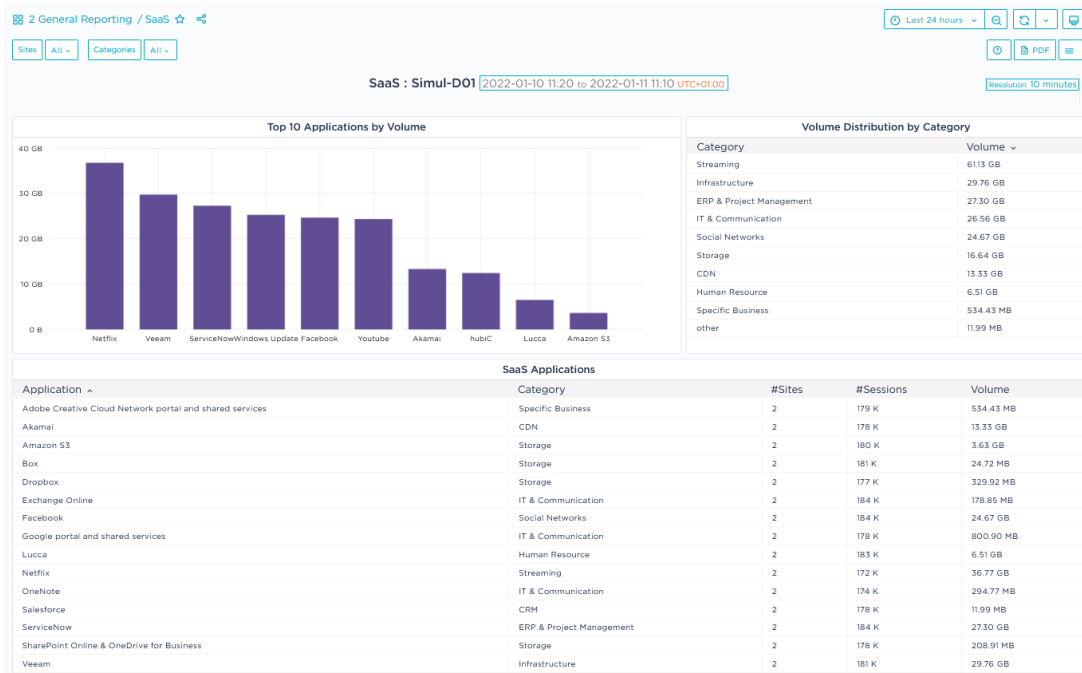 2 General Reporting / SaaS
Last 24 hours
Sites All Categories All
PDF
SaaS : Simul-D01 2022-01-10 11:20 to 2022-01-11 11:10 UTC+01:00
Resolution: 10 minutes
Top 10 Applications by Volume
40 GB
30 GB
20 GB
10 GB
0 B
Netflix Veeam ServiceNow Windows Update Facebook Youtube Akamai hubiC Lucca Amazon S3
Volume Distribution by Category
Category Volume
Streaming 61.13 GB
Infrastructure 29.76 GB
ERP & Project Management 27.30 GB
IT & Communication 26.56 GB
Social Networks 24.67 GB
Storage 16.64 GB
CDN 13.33 GB
Human Resource 6.51 GB
Specific Business 534.43 MB
other 11.99 MB
SaaS Applications
Application Category #Sites #Sessions Volume
Adobe Creative Cloud Network portal and shared services Specific Business 2 179 K 534.43 MB
Akamai CDN 2 178 K 13.33 GB
Amazon S3 Storage 2 180 K 3.63 GB
Box Storage 2 181 K 24.72 MB
Dropbox Storage 2 177 K 329.92 MB
Exchange Online IT & Communication 2 184 K 178.85 MB
Facebook Social Networks 2 184 K 24.67 GB
Google portal and shared services IT & Communication 2 178 K 800.90 MB
Lucca Human Resource 2 183 K 6.51 GB
Netflix Streaming 2 172 K 36.77 GB
OneNote IT & Communication 2 174 K 294.77 MB
Salesforce CRM 2 178 K 11.99 MB
ServiceNow ERP & Project Management 2 184 K 27.30 GB
SharePoint Online & OneDrive for Business Storage 2 178 K 208.91 MB
Veeam Infrastructure 2 181 K 29.76 GB